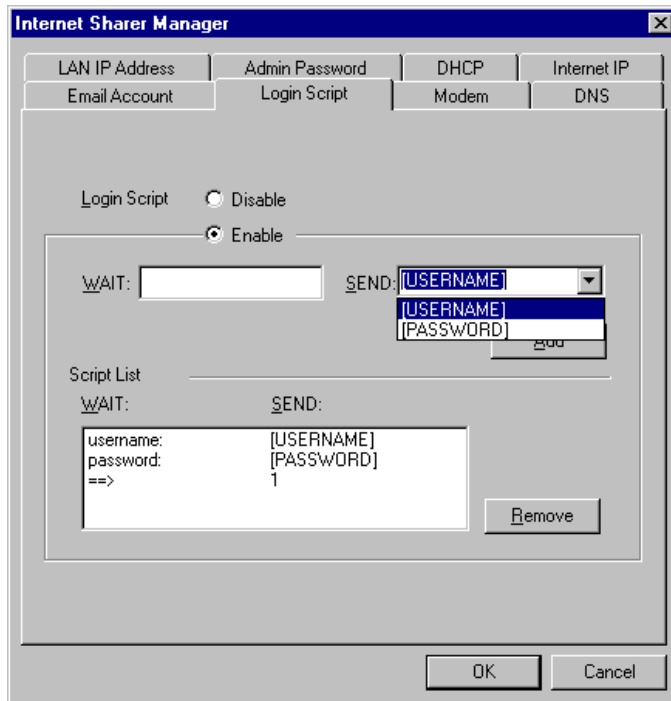 Internet Sharer Manager
LAN IP Address Admin Password DHCP Internet IP
Email Account Login Script Modem DNS
Login Script Disable
Enable
WAIT: SEND: [USERNAME]
[USERNAME]
[PASSWORD]
Add
Script List
WAIT: SEND:
username: [USERNAME]
password: [PASSWORD]
==> 1
Remove
OK Cancel